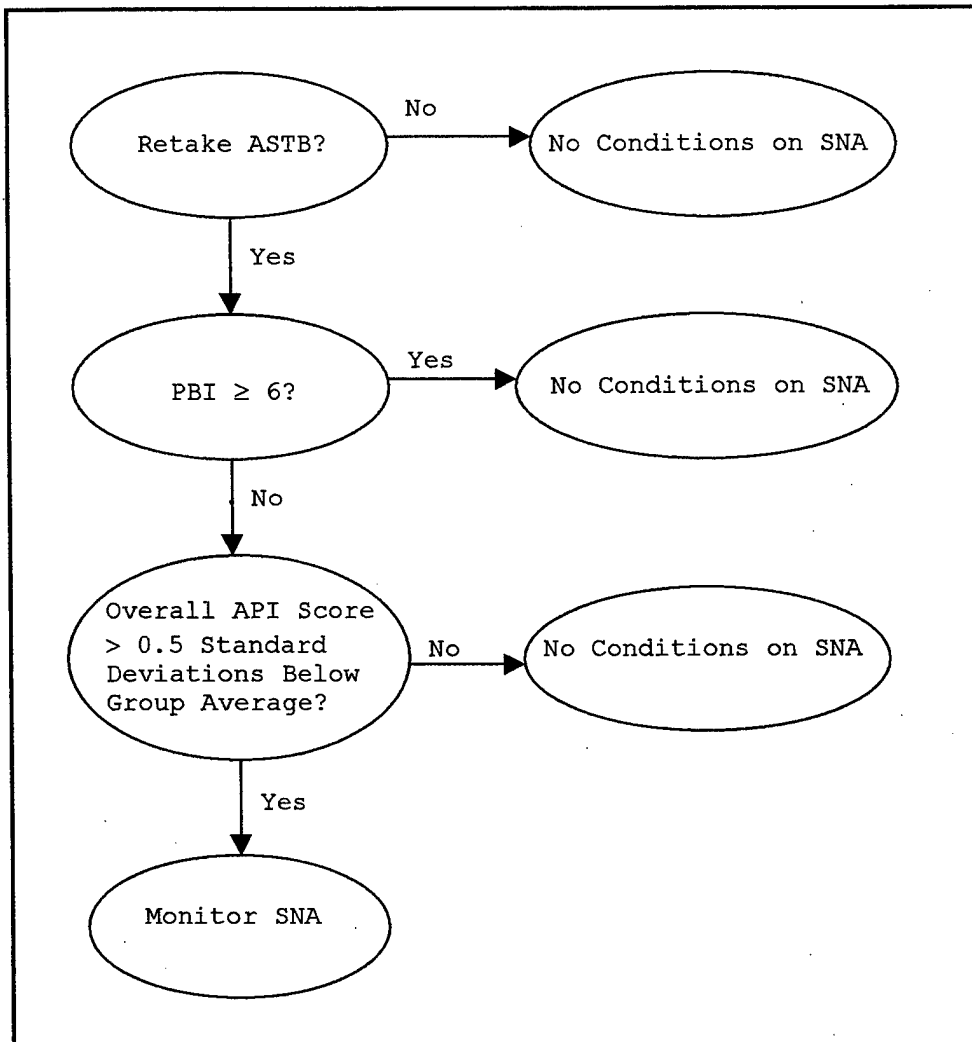 Retake ASTB?
No
No Conditions on SNA
Yes
PBI ≥ 6?
Yes
No Conditions on SNA
No
Overall API Score
> 0.5 Standard
Deviations Below
Group Average?
No
No Conditions on SNA
Yes
Monitor SNA